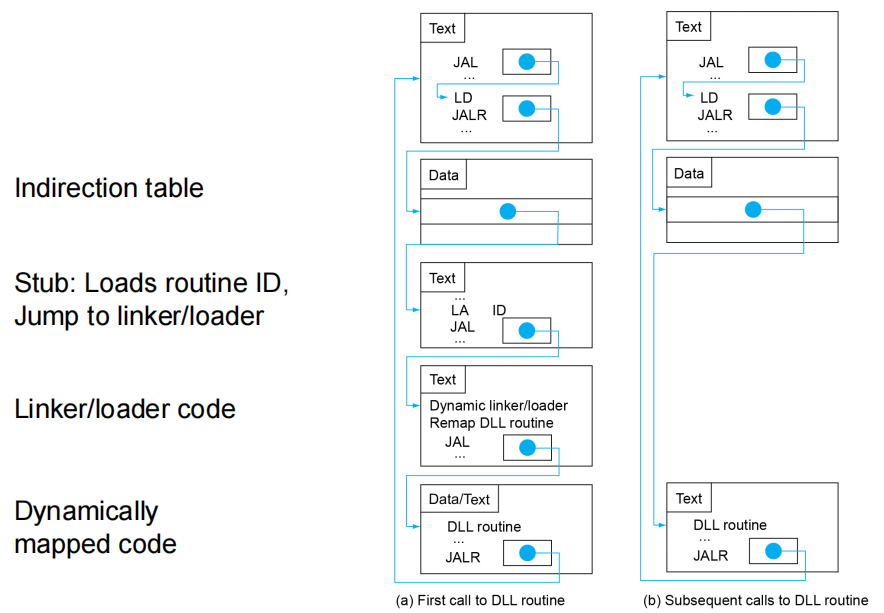 Indirection table
Stub: Loads routine ID,
Jump to linker/loader
Linker/loader code
Dynamically
mapped code
Text
JAL
...
LD
JALR
...
Data
Text
...
LA ID
JAL
...
Text
Dynamic linker/loader
Remap DLL routine
JAL
...
Data/Text
DLL routine
...
JALR
(a) First call to DLL routine
Text
JAL
...
LD
JALR
...
Data
Text
DLL routine
...
JALR
(b) Subsequent calls to DLL routine